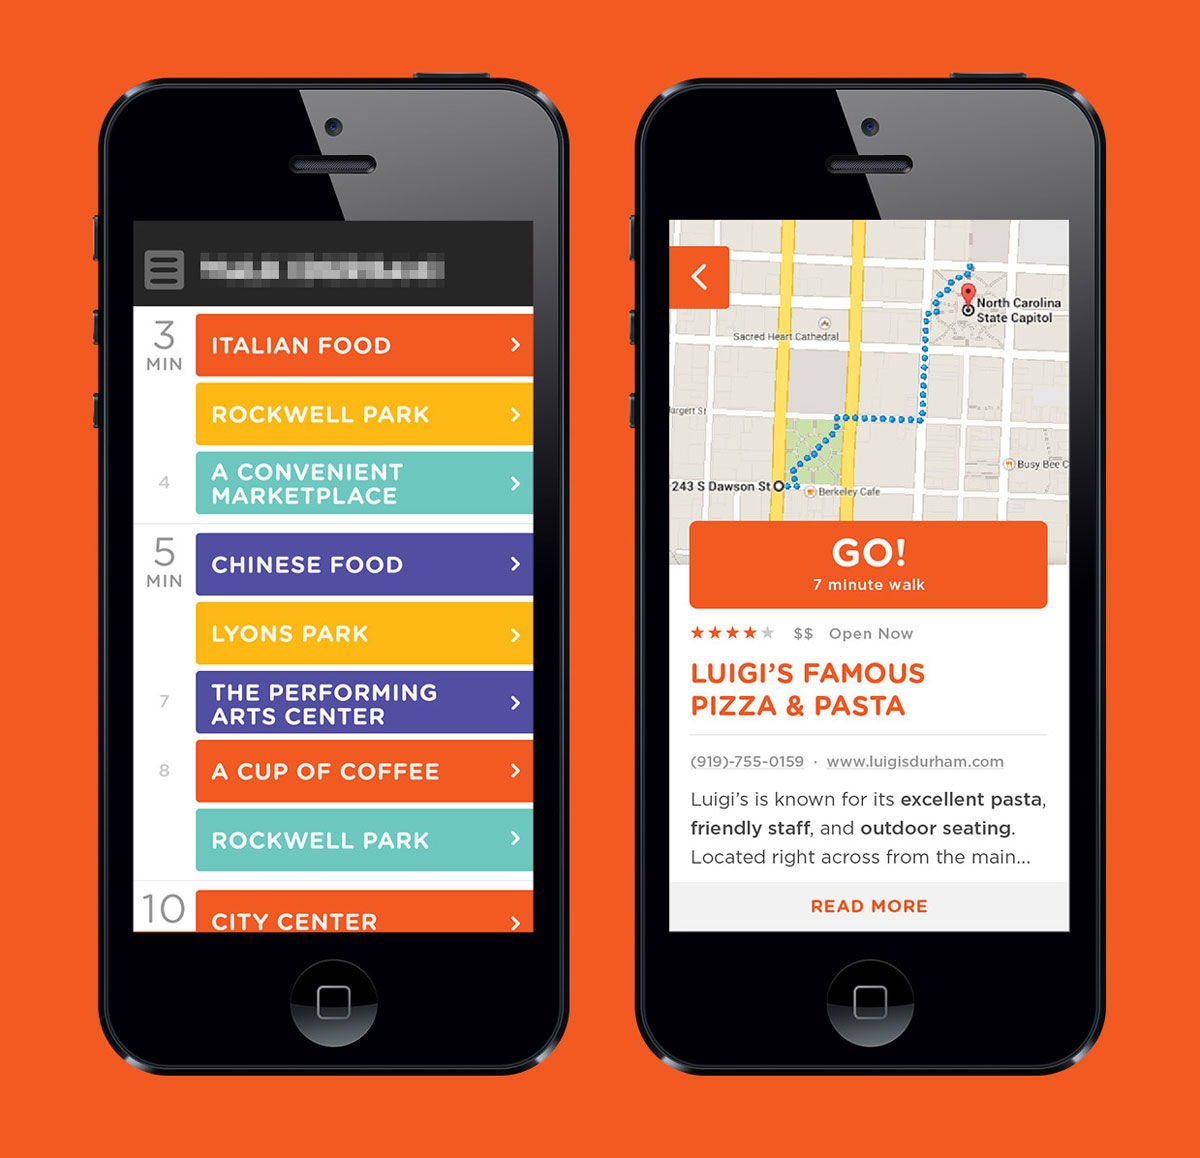 3
MIN
ITALIAN FOOD
ROCKWELL PARK
4
A CONVENIENT
MARKETPLACE
5
MIN
CHINESE FOOD
LYONS PARK
7
THE PERFORMING
ARTS CENTER
8
A CUP OF COFFEE
ROCKWELL PARK
10
CITY CENTER
North Carolina
State Capitol
Sacred Heart Cathedral
argett St
Busy Bee C
243 S Dawson St
Berkeley Cafe
GO!
7 minute walk
$$ Open Now
LUIGI'S FAMOUS
PIZZA & PASTA
(919)-755-0159 · www.luigisdurham.com
Luigi's is known for its excellent pasta,
friendly staff, and outdoor seating.
Located right across from the main...
READ MORE